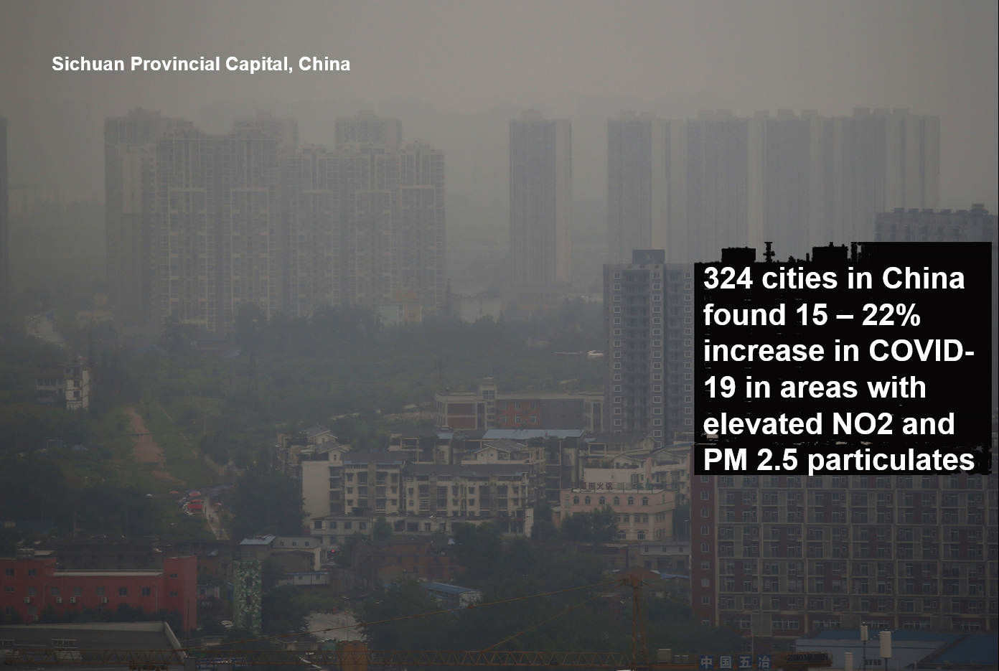 Sichuan Provincial Capital, China
324 cities in China
found 15 – 22%
increase in COVID-
19 in areas with
elevated NO2 and
PM 2.5 particulates
中国五冶